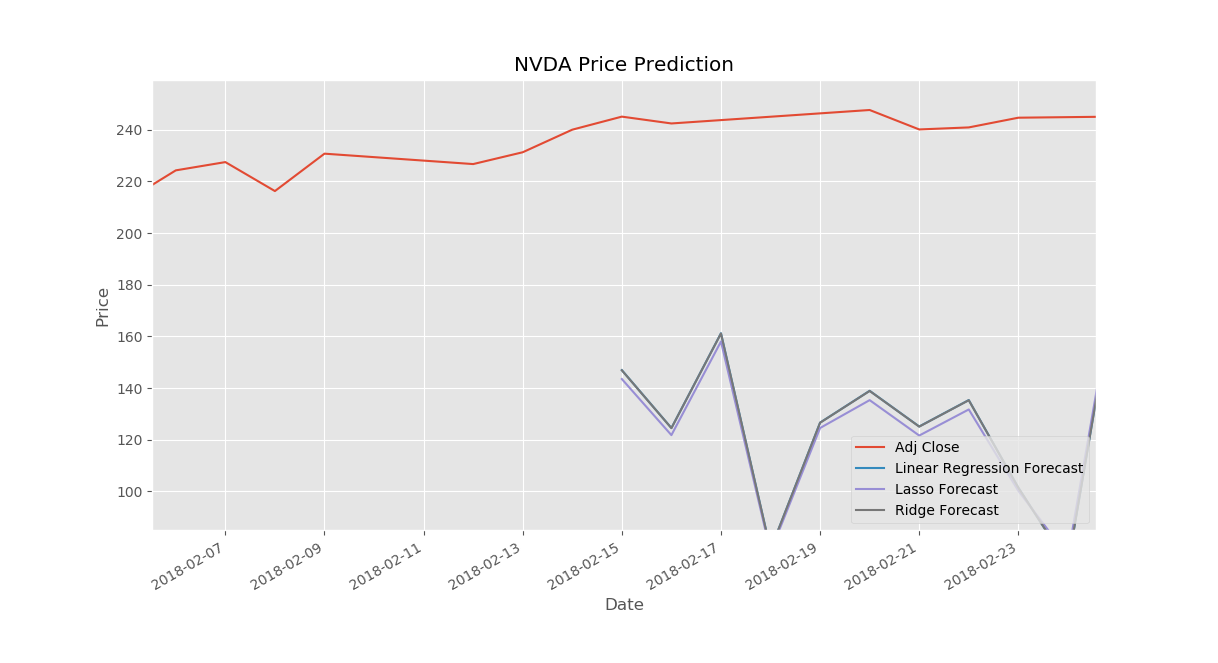 NVDA Price Prediction
240
220
200
180
160
140
120
100
Price
Adj Close
Linear Regression Forecast
Lasso Forecast
Ridge Forecast
2018-02-07
2018-02-09
2018-02-11
2018-02-13
2018-02-15
2018-02-17
2018-02-19
2018-02-21
2018-02-23
Date